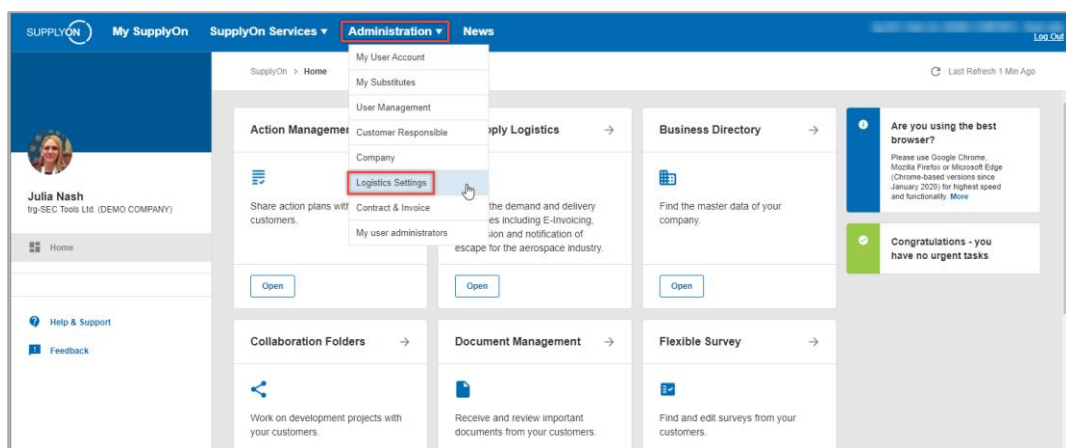 SUPPLYON
My SupplyOn
SupplyOn Services ▾
Administration ▾
News
Log Out
My User Account
My Substitutes
User Management
Customer Responsible
Company
Logistics Settings
Contract & Invoice
My user administrators
SupplyOn > Home
Last Refresh 1 Min Ago
Julia Nash
trg-SEC Tools Ltd. (DEMO COMPANY)
Home
Help & Support
Feedback
Action
Share action plans
customers.
Open
Logistics
the demand and delivery
including E-Invoicing,
and notification of
escape for the aerospace industry.
Open
Business Directory
Find the master data of your
company.
Open
Are you using the best
browser?
Please use Google Chrome,
Mozilla Firefox or Microsoft Edge
(Chrome-based versions since
January 2020) for highest speed
and functionality. More
Congratulations - you
have no urgent tasks
Collaboration Folders
Work on development projects with
your customers.
Document Management
Receive and review important
documents from your customers.
Flexible Survey
Find and edit surveys from your
customers.